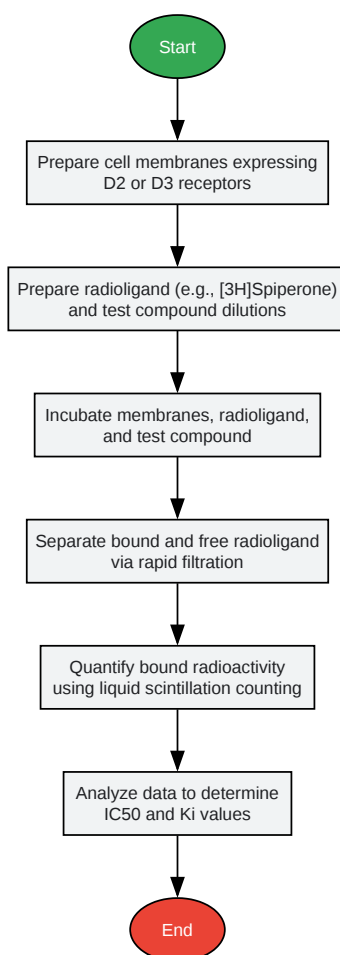 Start
Prepare cell membranes expressing
D2 or D3 receptors
Prepare radioligand (e.g., [3H]Spiperone)
and test compound dilutions
Incubate membranes, radioligand,
and test compound
Separate bound and free radioligand
via rapid filtration
Quantify bound radioactivity
using liquid scintillation counting
Analyze data to determine
IC50 and Ki values
End